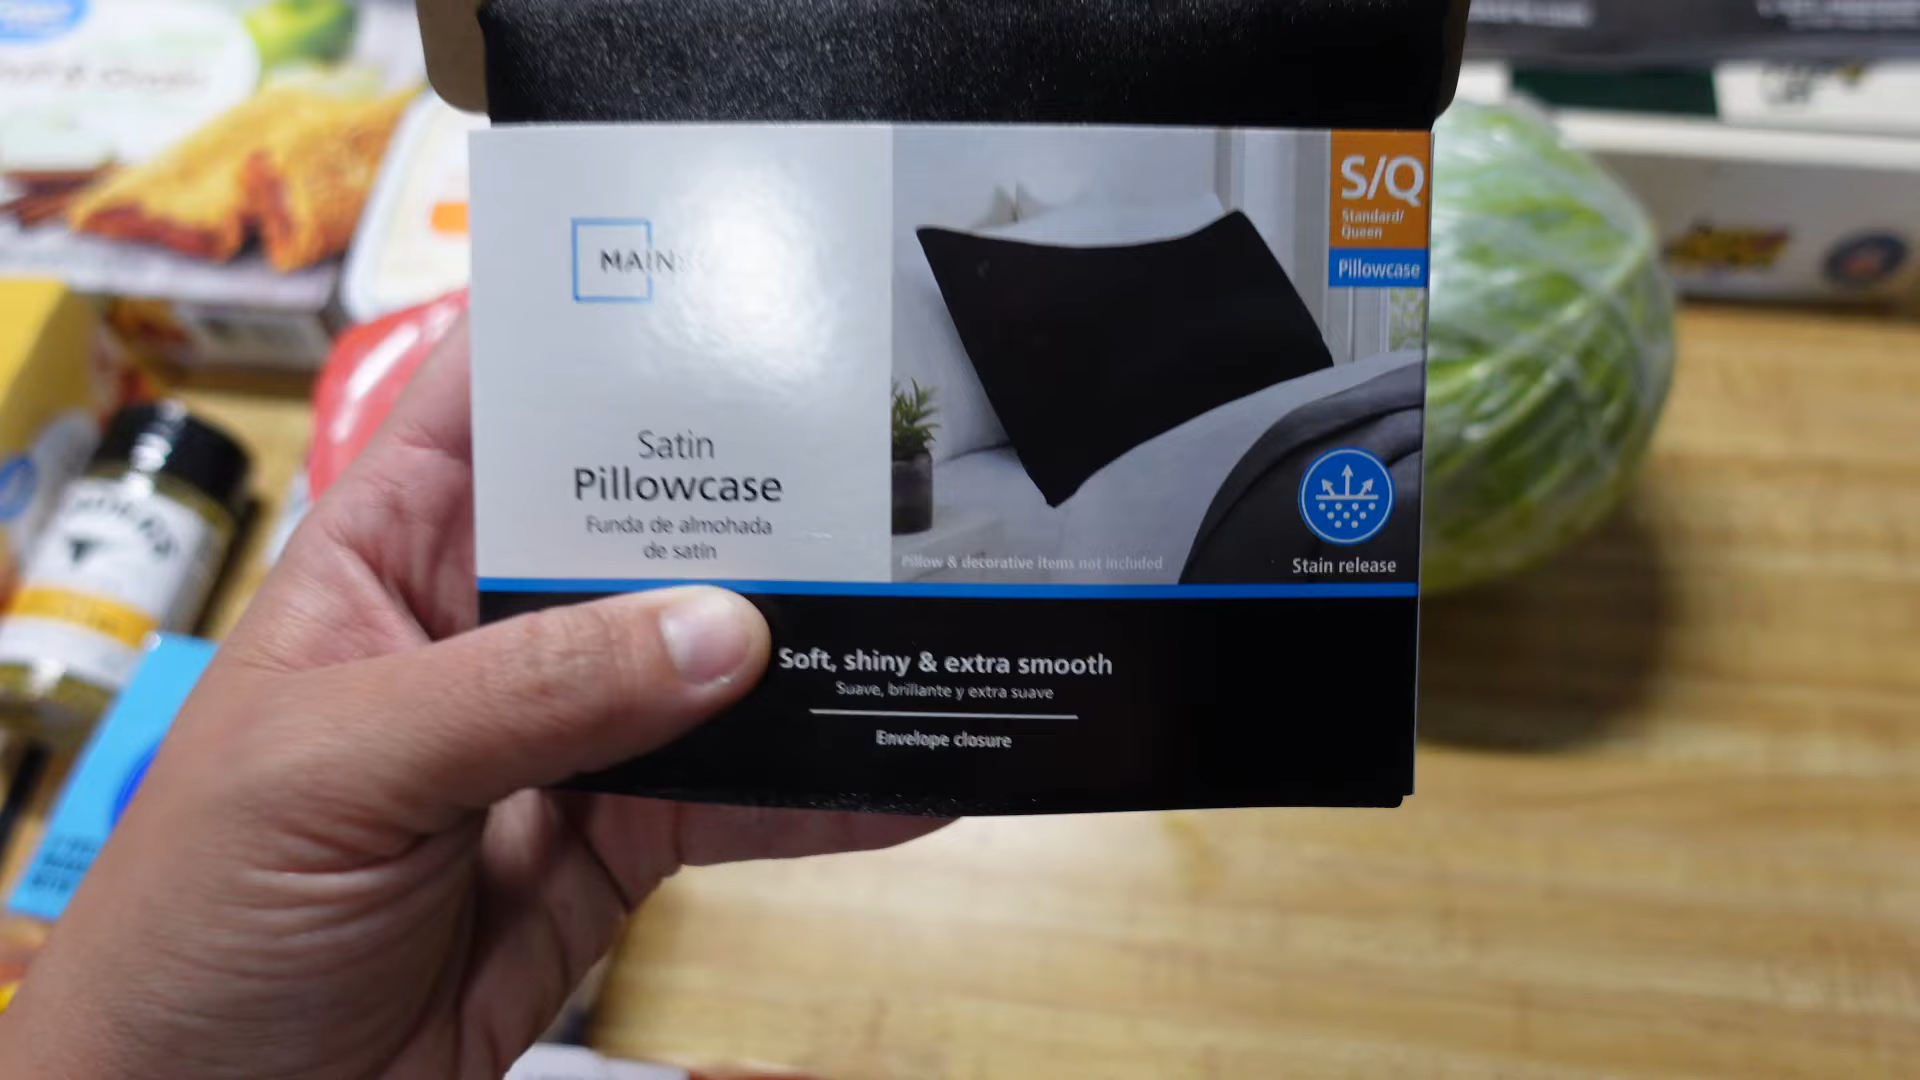 S/Q
Standard/
Queen
Pillowcase
MAIN
Satin
Pillowcase
Funda de almohada
de satín
Pillow & decorative items not included
Stain release
Soft, shiny & extra smooth
Suave, brillante y extra suave
Envelope closure